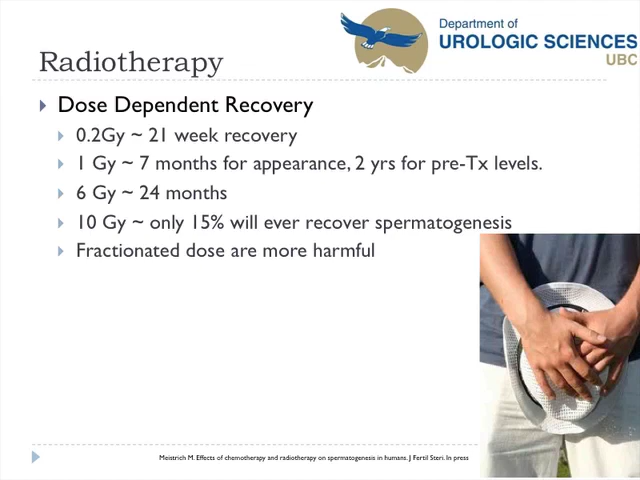 Department of
UROLOGIC SCIENCES
UBC
Radiotherapy
Dose Dependent Recovery
0.2Gy ~ 21 week recovery
1 Gy ~ 7 months for appearance, 2 yrs for pre-Tx levels.
6 Gy ~ 24 months
10 Gy ~ only 15% will ever recover spermatogenesis
Fractionated dose are more harmful
Meistrich M. Effects of chemotherapy and radiotherapy on spermatogenesis in humans. J Fertil Steri. In press